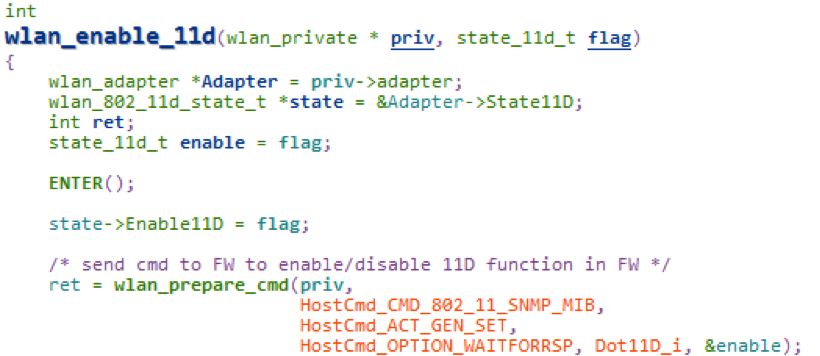 int
wlan_enable_11d(wlan_private * priv, state_11d_t flag)
{
    wlan_adapter *Adapter = priv->adapter;
    wlan_802_11d_state_t *state = &Adapter->State11D;
    int ret;
    state_11d_t enable = flag;

    ENTER();

    state->Enable11D = flag;

    /* send cmd to FW to enable/disable 11D function in FW */
    ret = wlan_prepare_cmd(priv,
                           HostCmd_CMD_802_11_SNMP_MIB,
                           HostCmd_ACT_GEN_SET,
                           HostCmd_OPTION_WAITFORRSP, Dot11D_i, &enable);